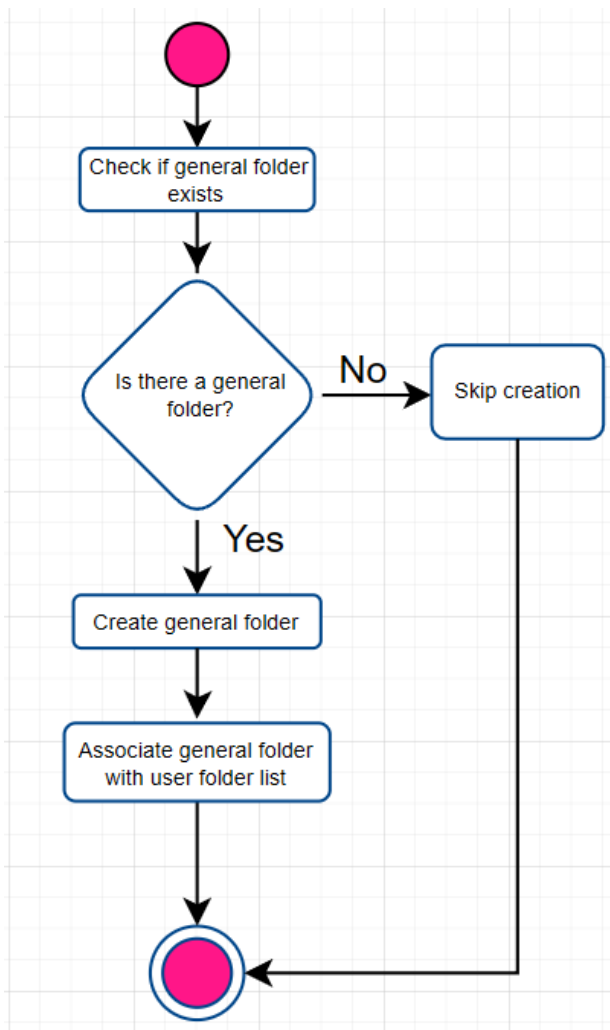 Check if general folder
exists
Is there a general
folder?
No
Skip creation
Yes
Create general folder
Associate general folder
with user folder list